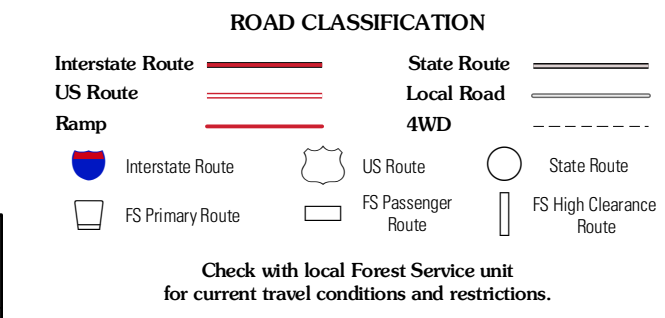 ROAD CLASSIFICATION
Interstate Route
State Route
US Route
Local Road
Ramp
4WD
Interstate Route
US Route
State Route
FS Primary Route
FS Passenger
Route
FS High Clearance
Route
Check with local Forest Service unit
for current travel conditions and restrictions.